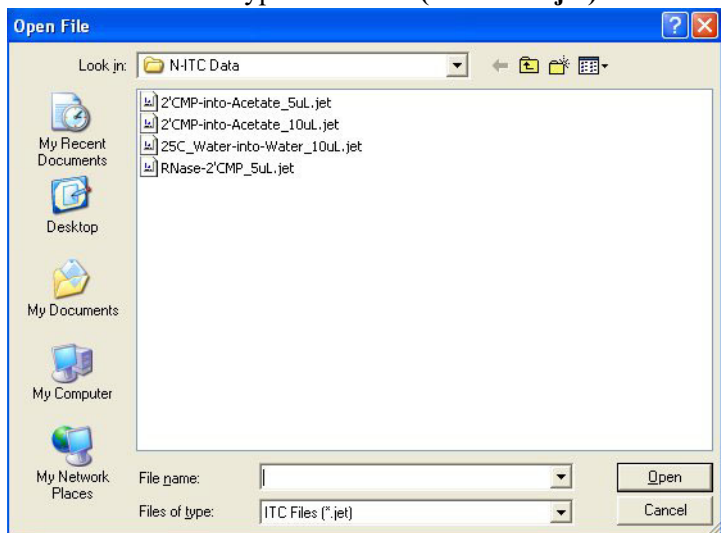 Open File
Look in: N-ITC Data
2'CMP-into-Acetate_5uL.jet
2'CMP-into-Acetate_10uL.jet
25C_Water-into-Water_10uL.jet
RNase-2'CMP_5uL.jet
My Recent
Documents
Desktop
My Documents
My Computer
My Network
Places
File name: Open
Files of type: ITC Files (*.jet) Cancel